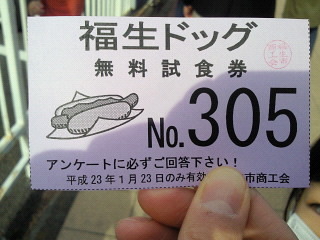 福生ドッグ
無料試食券
No.305
アンケートに必ずご回答下さい！
平成23年1月23日のみ有効 市商工会